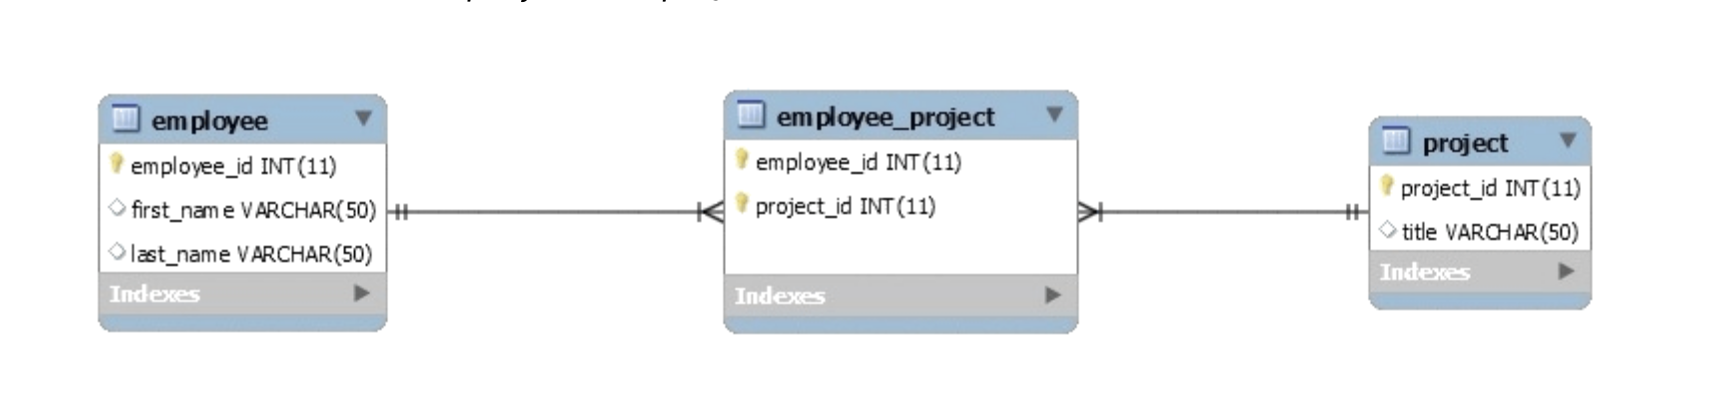 employee
employee_id INT(11)
first_name VARCHAR(50)
last_name VARCHAR(50)
Indexes
employee_project
employee_id INT(11)
project_id INT(11)
Indexes
project
project_id INT(11)
title VARCHAR(50)
Indexes